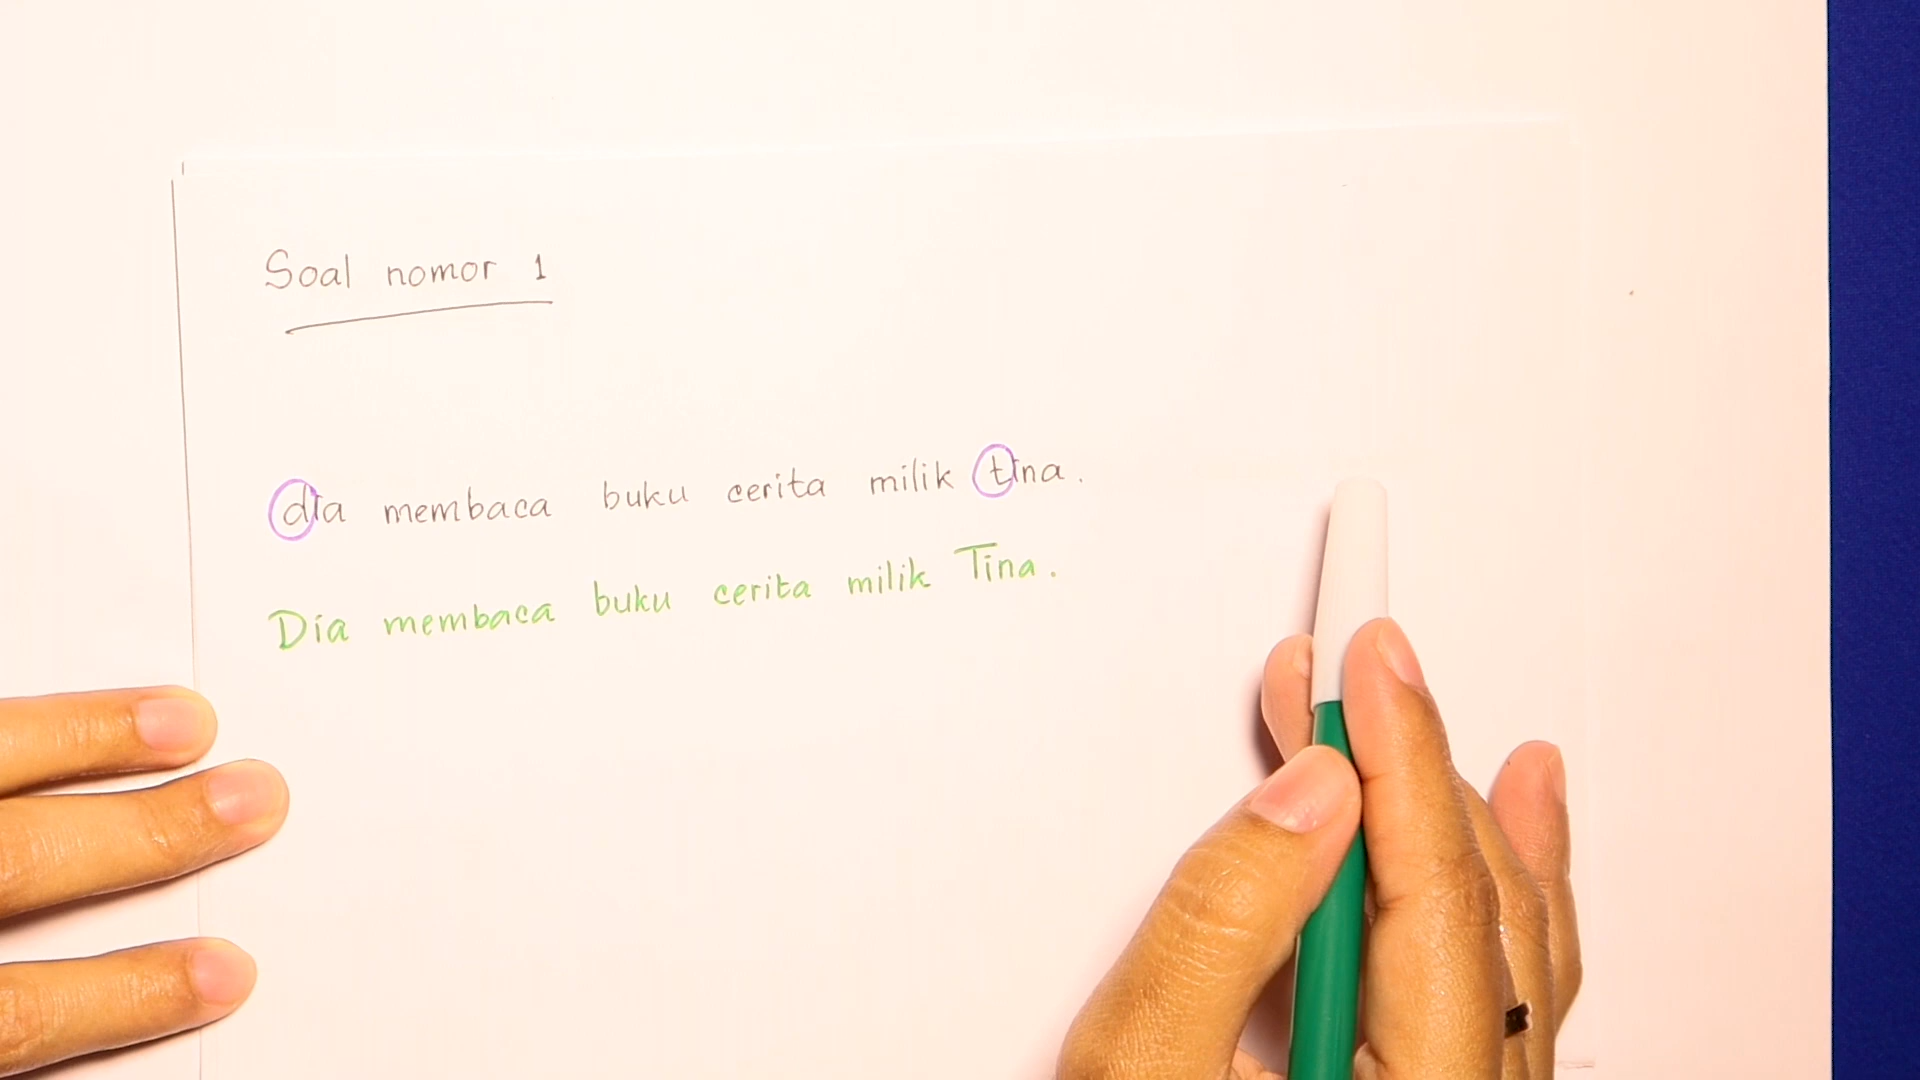 Soal nomor 1
dia membaca buku cerita milik tina.
Dia membaca buku cerita milik Tina.